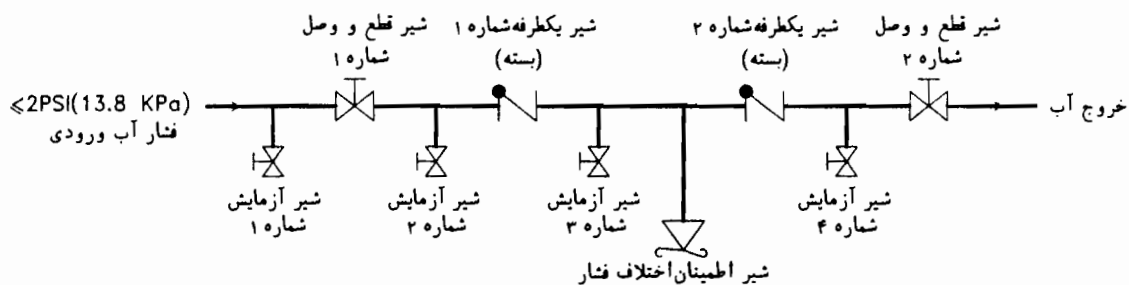 شیر قطع و وصل
شماره ۱
شیر یکطرفه شماره ۱
(بسته)
شیر یکطرفه شماره ۲
(بسته)
شیر قطع و وصل
شماره ۲
≤2PSI(13.8 KPa)
فشار آب ورودی
خروج آب
شیر آزمایش
شماره ۱
شیر آزمایش
شماره ۲
شیر آزمایش
شماره ۳
شیر آزمایش
شماره ۴
شیر اطمینان اختلاف فشار